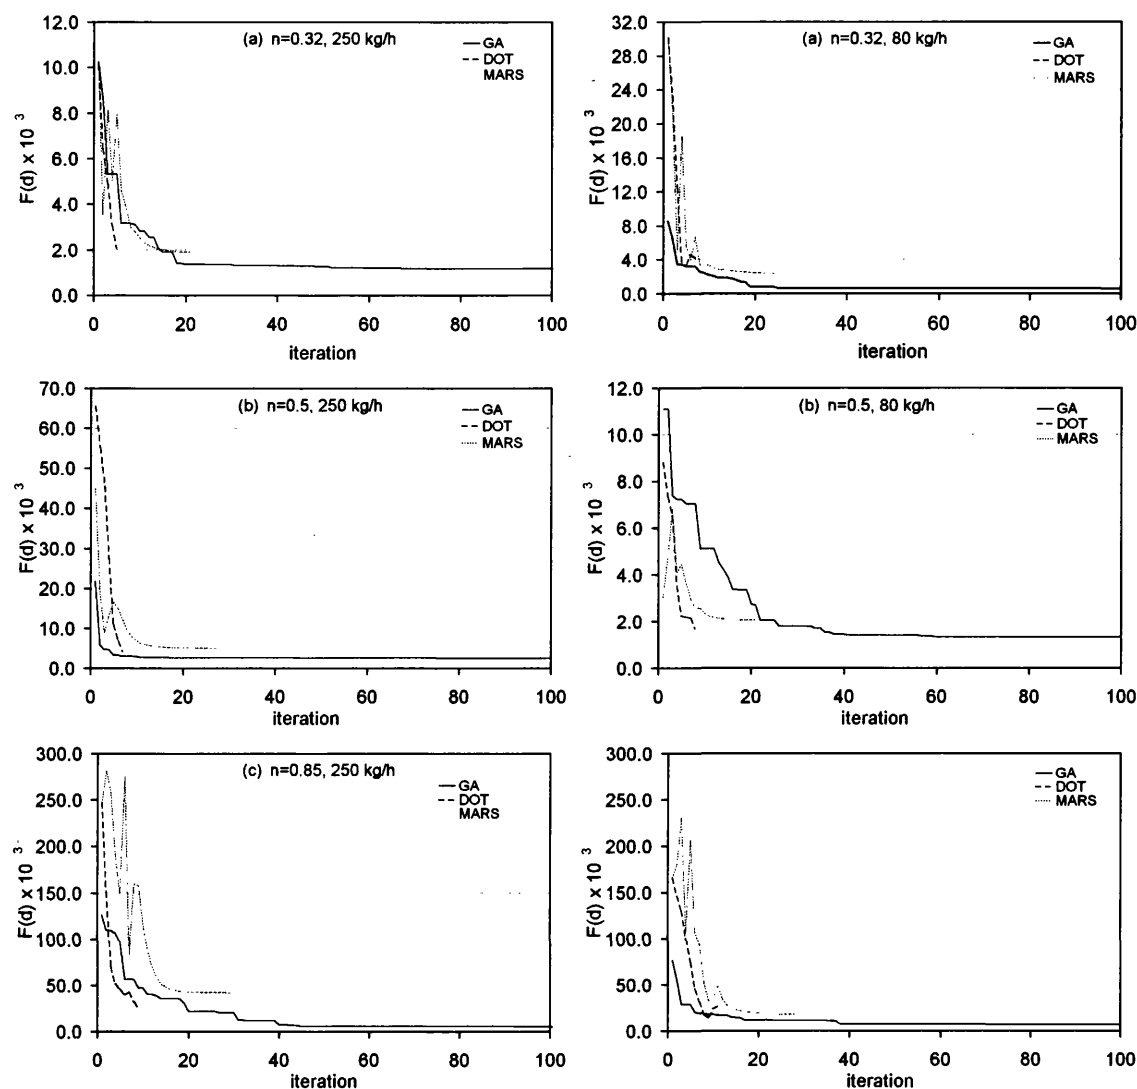 (a) n=0.32, 250 kg/h
GA
DOT
MARS
F(d) x 10 3
12.0
10.0
8.0
6.0
4.0
2.0
0.0
0 20 40 60 80 100
iteration
(a) n=0.32, 80 kg/h
GA
DOT
MARS
F(d) x 10 3
32.0
28.0
24.0
20.0
16.0
12.0
8.0
4.0
0.0
0 20 40 60 80 100
iteration
(b) n=0.5, 250 kg/h
GA
DOT
MARS
F(d) x 10 3
70.0
60.0
50.0
40.0
30.0
20.0
10.0
0.0
0 20 40 60 80 100
iteration
(b) n=0.5, 80 kg/h
GA
DOT
MARS
F(d) x 10 3
12.0
10.0
8.0
6.0
4.0
2.0
0.0
0 20 40 60 80 100
iteration
(c) n=0.85, 250 kg/h
GA
DOT
MARS
F(d) x 10 3
300.0
250.0
200.0
150.0
100.0
50.0
0.0
0 20 40 60 80 100
iteration
GA
DOT
MARS
F(d) x 10 3
300.0
250.0
200.0
150.0
100.0
50.0
0.0
0 20 40 60 80 100
iteration